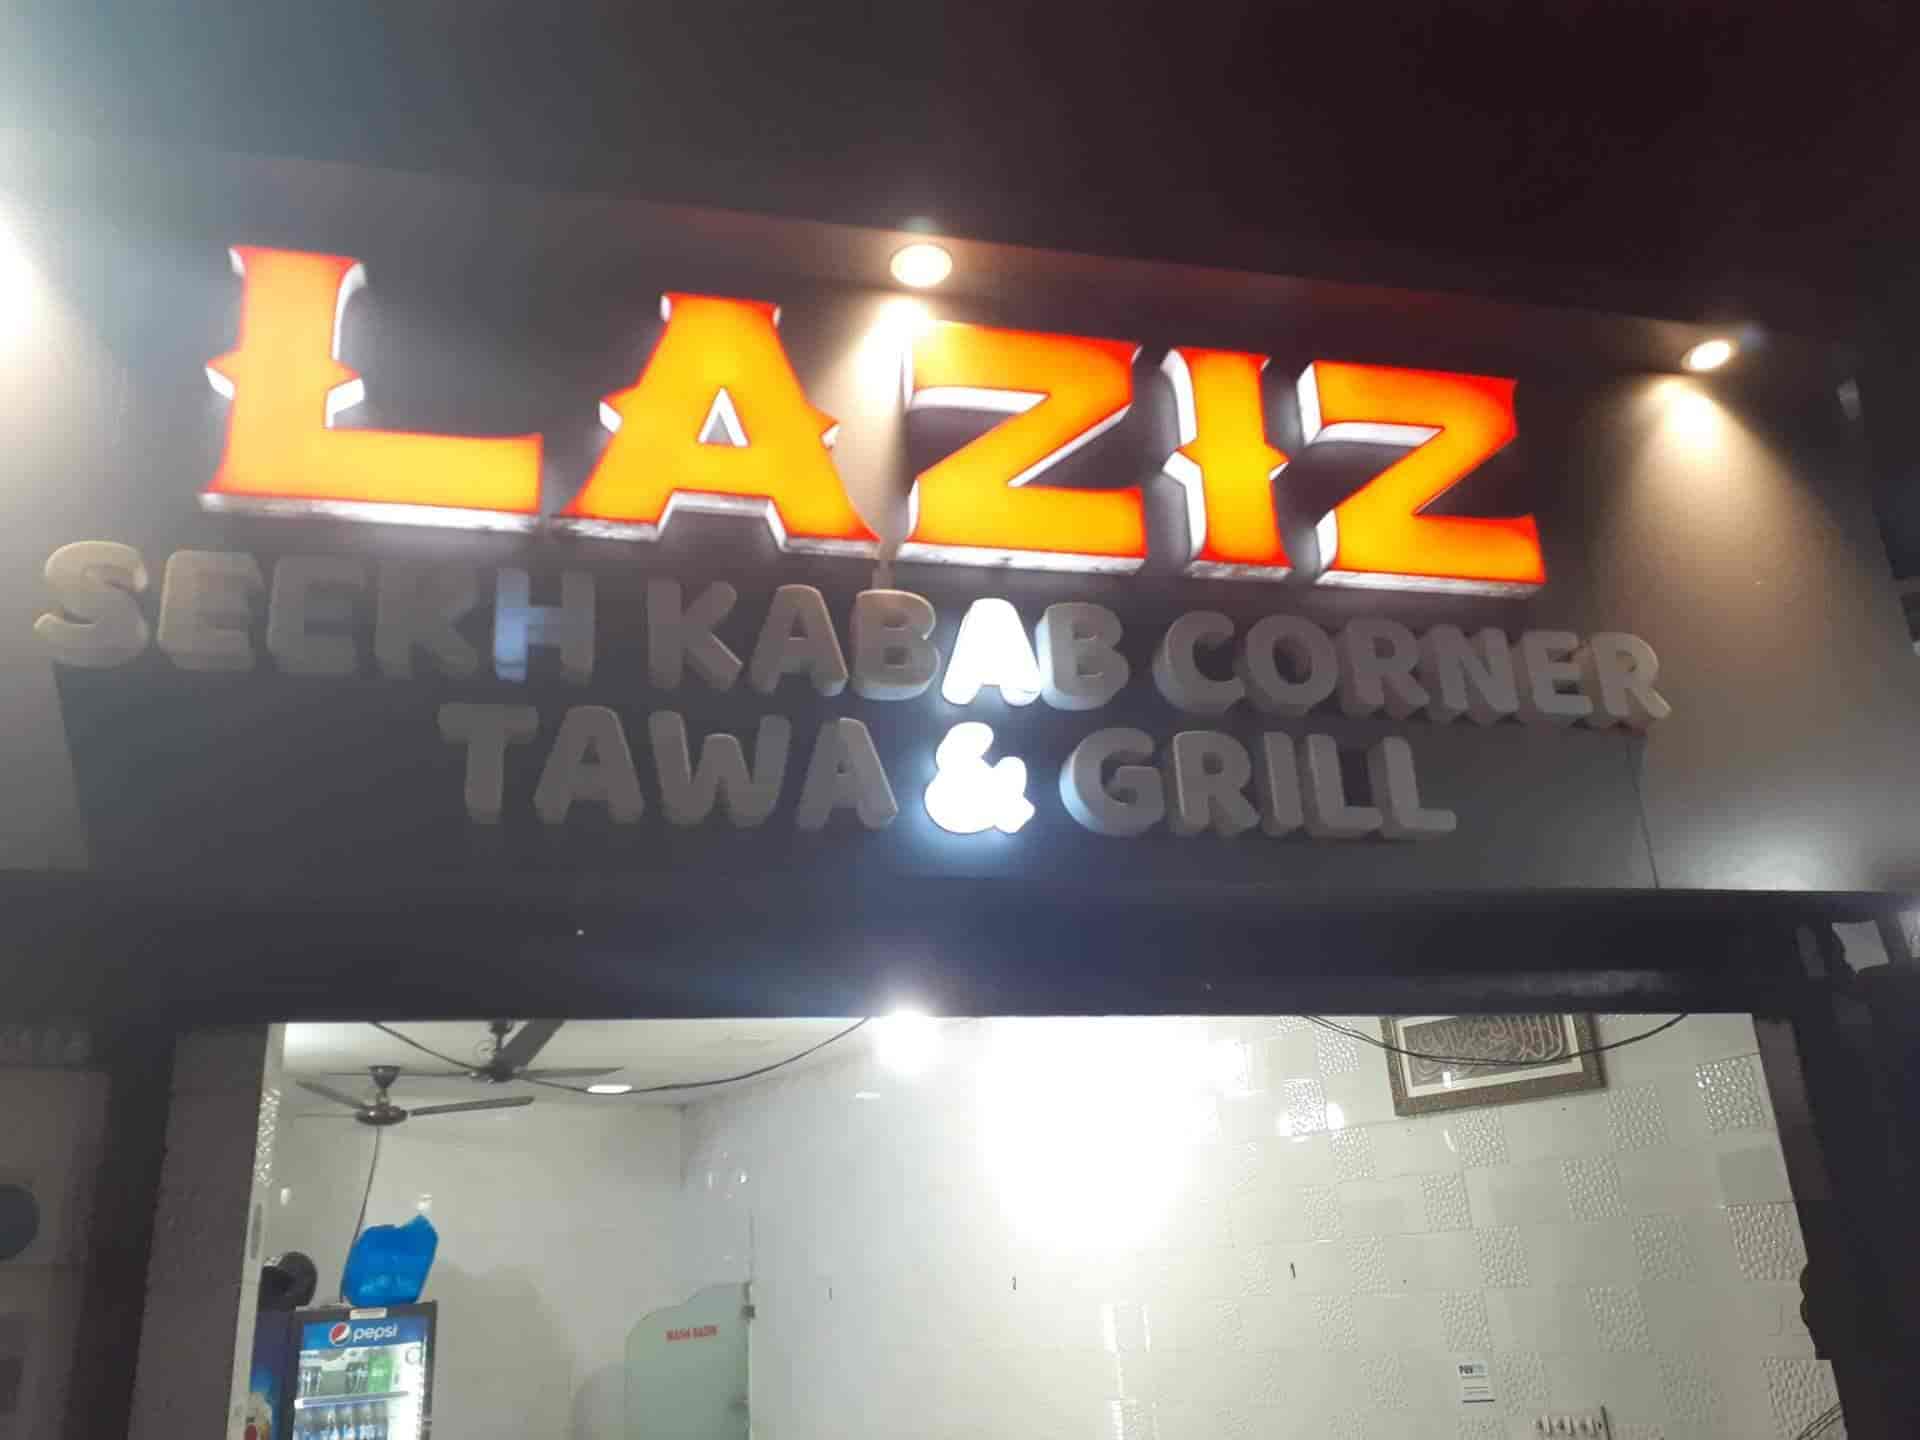 LAZIZ
SEEKH KABAB CORNER
TAWA & GRILL
pepsi
WASH BASIN